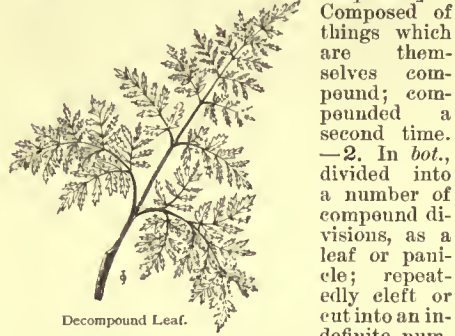 Composed of
things which
are them-
selves com-
pound; com-
pounded a
second time.
—2. In bot.,
divided into
a number of
compound di-
visions, as a
leaf or pani-
cle; repeat-
edly cleft or
cut into an in-
definite num-
Decompound Leaf.